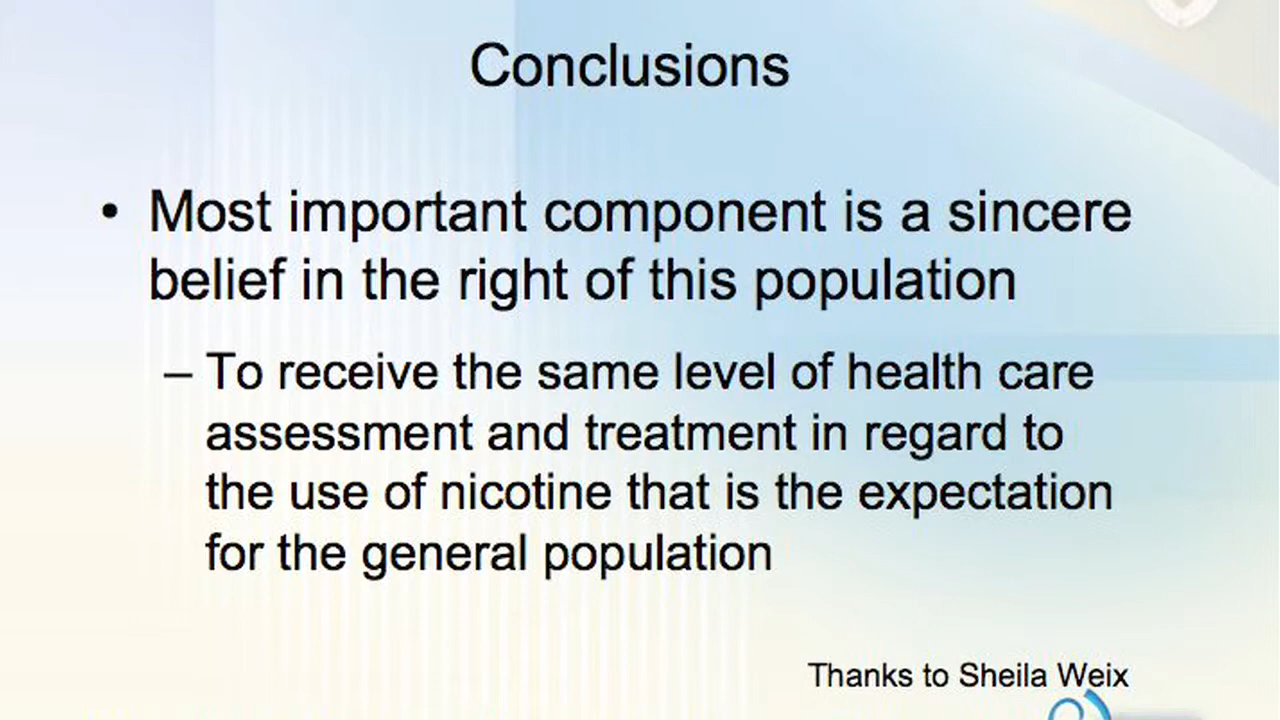 Conclusions
• Most important component is a sincere
belief in the right of this population
– To receive the same level of health care
assessment and treatment in regard to
the use of nicotine that is the expectation
for the general population
Thanks to Sheila Weix